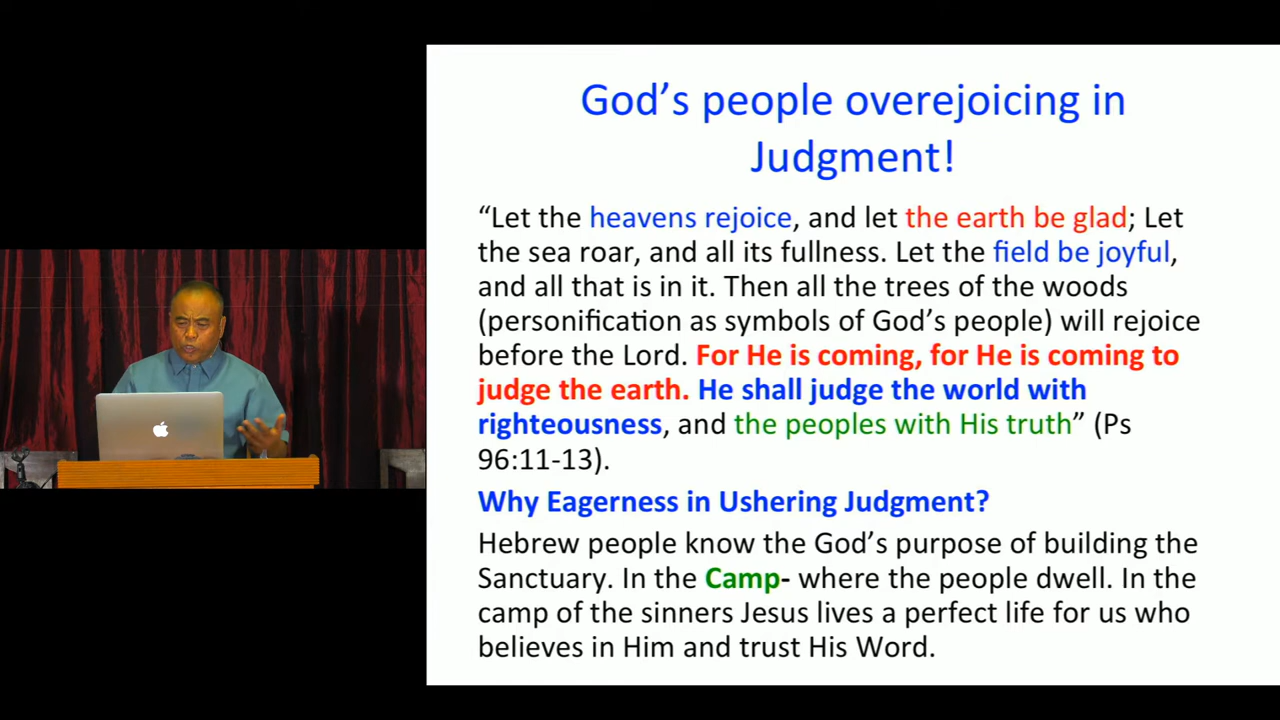 God’s people overejoicing in
Judgment!
“Let the heavens rejoice, and let the earth be glad; Let
the sea roar, and all its fullness. Let the field be joyful,
and all that is in it. Then all the trees of the woods
(personification as symbols of God’s people) will rejoice
before the Lord. For He is coming, for He is coming to
judge the earth. He shall judge the world with
righteousness, and the peoples with His truth” (Ps
96:11-13).
Why Eagerness in Ushering Judgment?
Hebrew people know the God’s purpose of building the
Sanctuary. In the Camp- where the people dwell. In the
camp of the sinners Jesus lives a perfect life for us who
believes in Him and trust His Word.